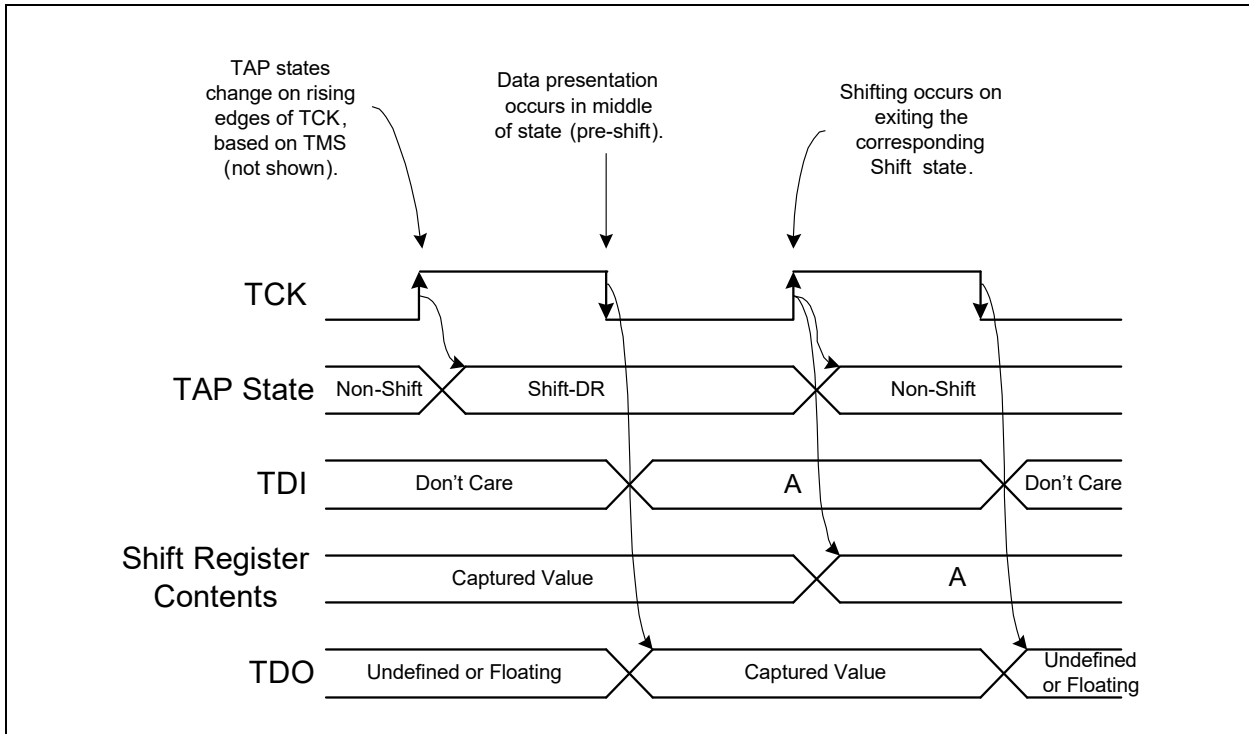 TAP states
change on rising
edges of TCK,
based on TMS
(not shown).
Data presentation
occurs in middle
of state (pre-shift).
Shifting occurs on
exiting the
corresponding
Shift state.
TCK
TAP State
Non-Shift
Shift-DR
Non-Shift
TDI
Don't Care
A
Don't Care
Shift Register
Contents
Captured Value
A
TDO
Undefined or Floating
Captured Value
Undefined
or Floating